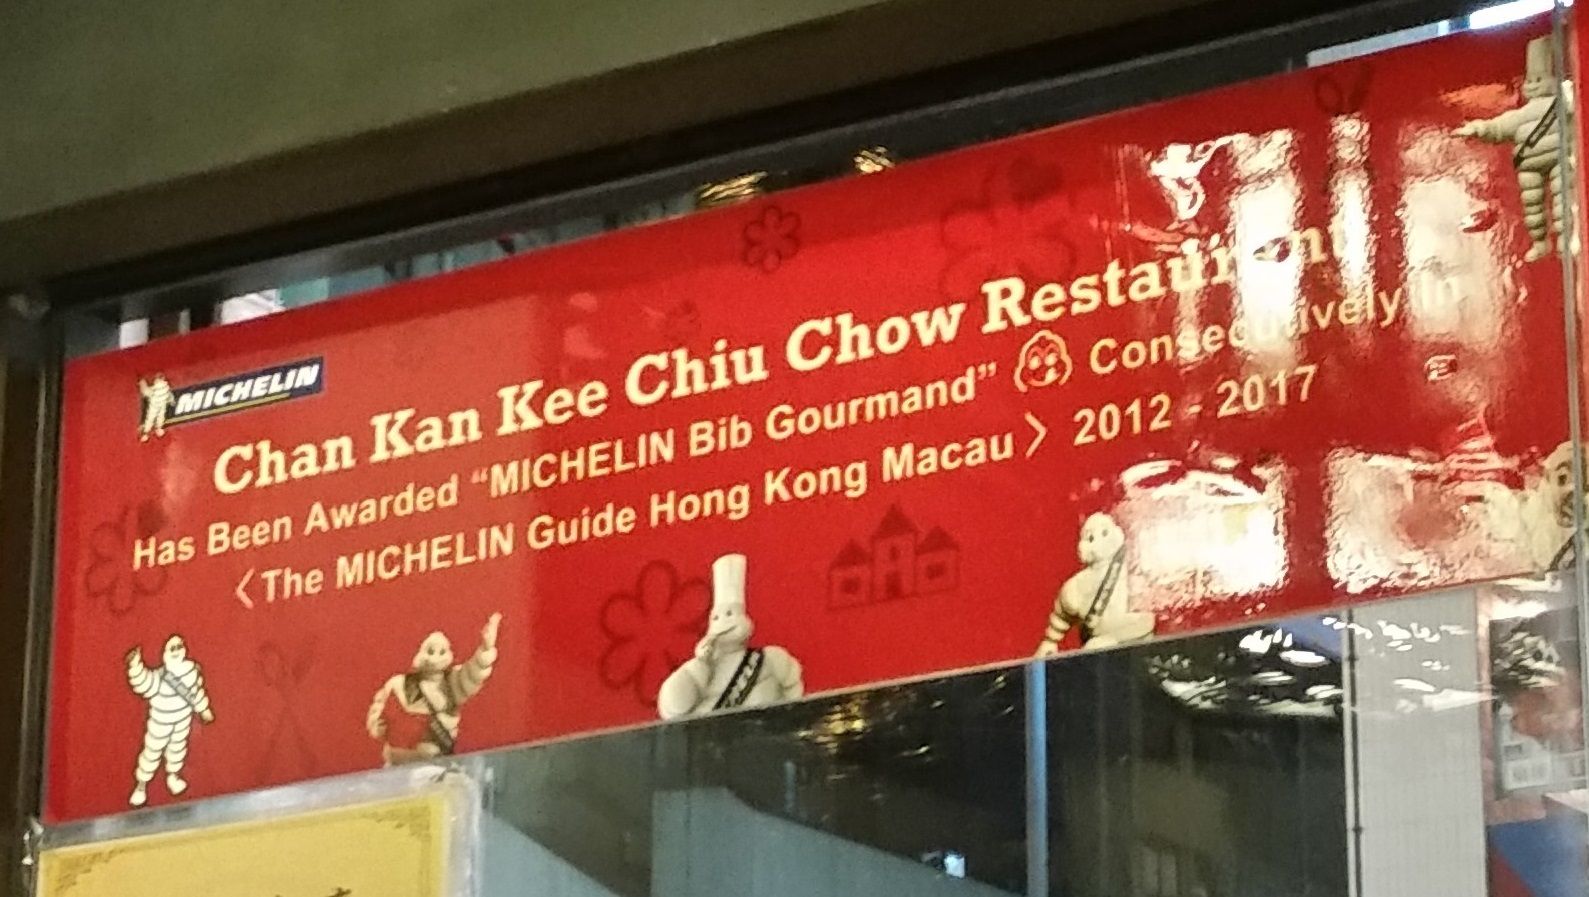 MICHELIN
Chan Kan Kee Chiu Chow Restaurant
Has Been Awarded “MICHELIN Bib Gourmand” Consecutively In
〈The MICHELIN Guide Hong Kong Macau〉 2012 - 2017